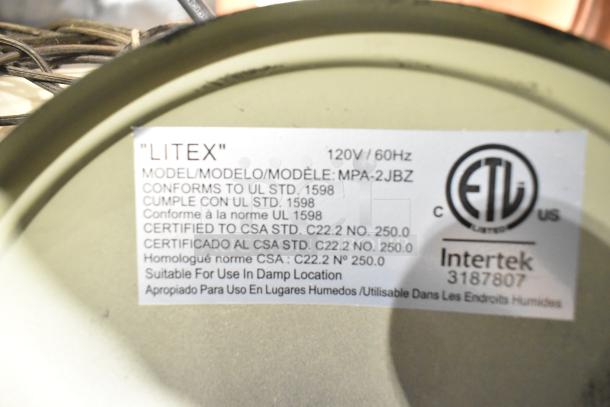 "LITEX" 120V / 60Hz
MODEL/MODELO/MODÈLE: MPA-2JBZ
CONFORMS TO UL STD. 1598
CUMPLE CON UL STD. 1598
Conforme à la norme UL 1598
CERTIFIED TO CSA STD. C22.2 NO. 250.0
CERTIFICADO AL CSA STD. C22.2 NO. 250.0
Homologué norme CSA : C22.2 Nº 250.0
Suitable For Use In Damp Location
Apropiado Para Uso En Lugares Humedos /Utilisable Dans Les Endroits Humides
C ETL US
LISTED
Intertek
3187807